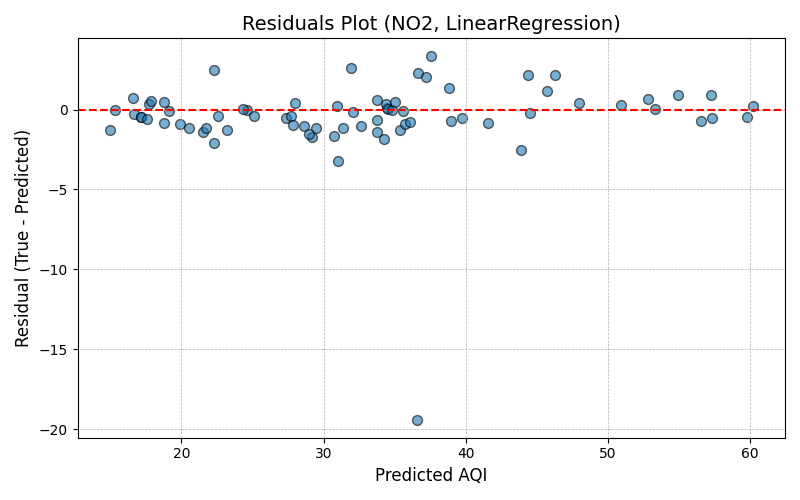 Residuals Plot (NO2, LinearRegression)
Residual (True - Predicted)
0
−5
−10
−15
−20
20 30 40 50 60
Predicted AQI